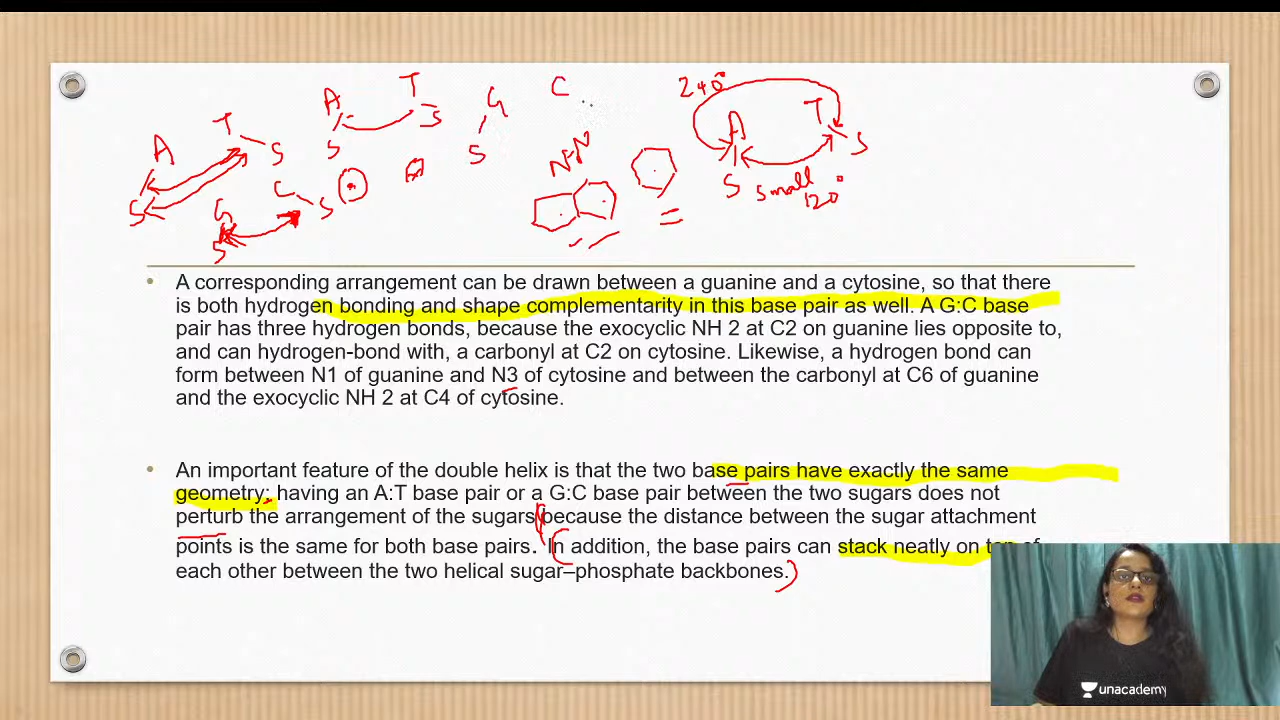 A T S S
A T S S
G C S S
G S C
N=N
240°
A T
S S
small
120°
• A corresponding arrangement can be drawn between a guanine and a cytosine, so that there
is both hydrogen bonding and shape complementarity in this base pair as well. A G:C base
pair has three hydrogen bonds, because the exocyclic NH 2 at C2 on guanine lies opposite to,
and can hydrogen-bond with, a carbonyl at C2 on cytosine. Likewise, a hydrogen bond can
form between N1 of guanine and N3 of cytosine and between the carbonyl at C6 of guanine
and the exocyclic NH 2 at C4 of cytosine.
• An important feature of the double helix is that the two base pairs have exactly the same
geometry; having an A:T base pair or a G:C base pair between the two sugars does not
perturb the arrangement of the sugars because the distance between the sugar attachment
points is the same for both base pairs. In addition, the base pairs can stack neatly on top of
each other between the two helical sugar–phosphate backbones.
unacademy